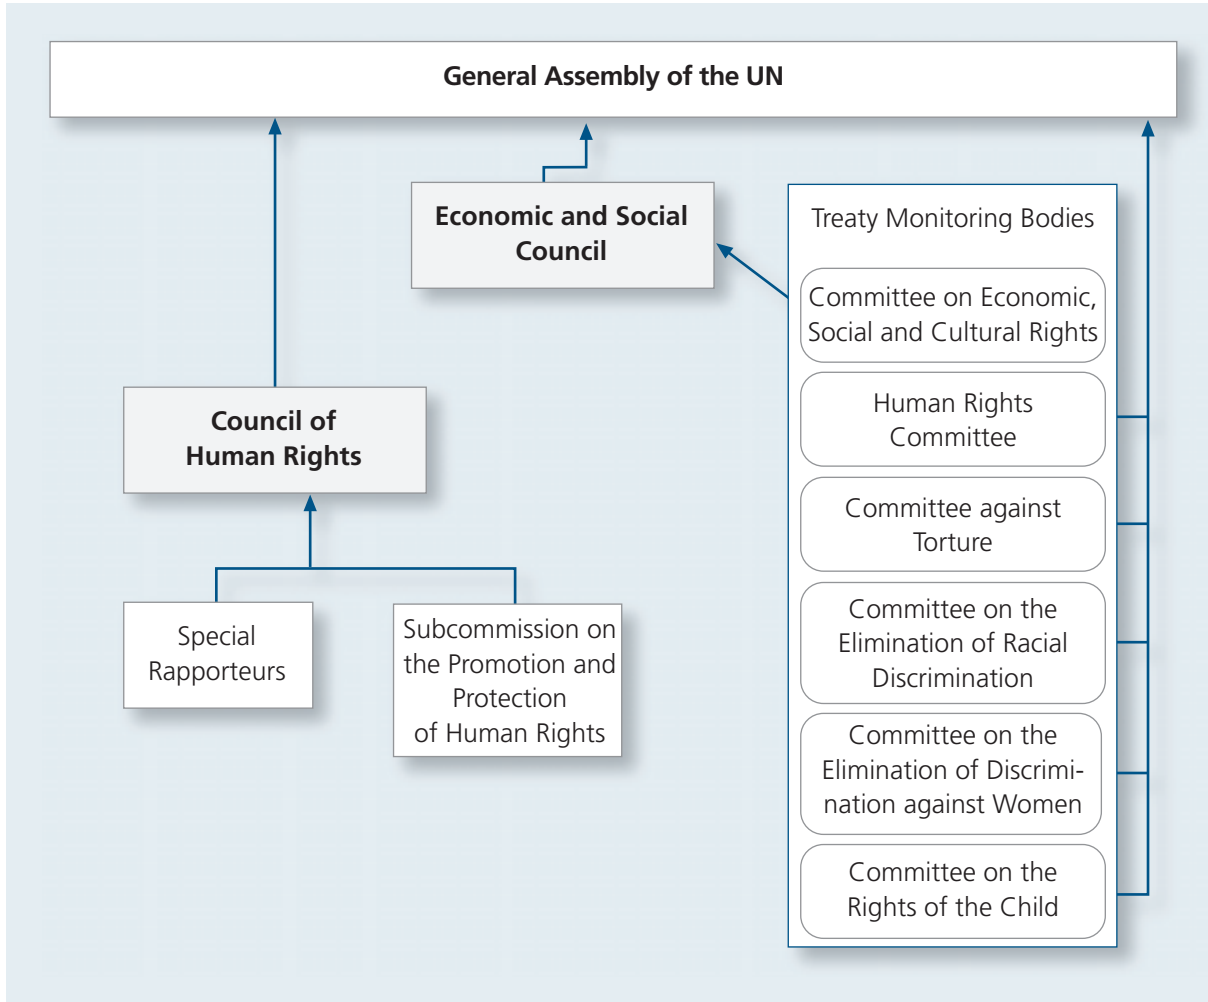 General Assembly of the UN
Economic and Social
Council
Treaty Monitoring Bodies
Committee on Economic,
Social and Cultural Rights
Human Rights
Committee
Council of
Human Rights
Committee against
Torture
Special
Rapporteurs
Subcommission on
the Promotion and
Protection
of Human Rights
Committee on the
Elimination of Racial
Discrimination
Committee on the
Elimination of Discrimi-
nation against Women
Committee on the
Rights of the Child